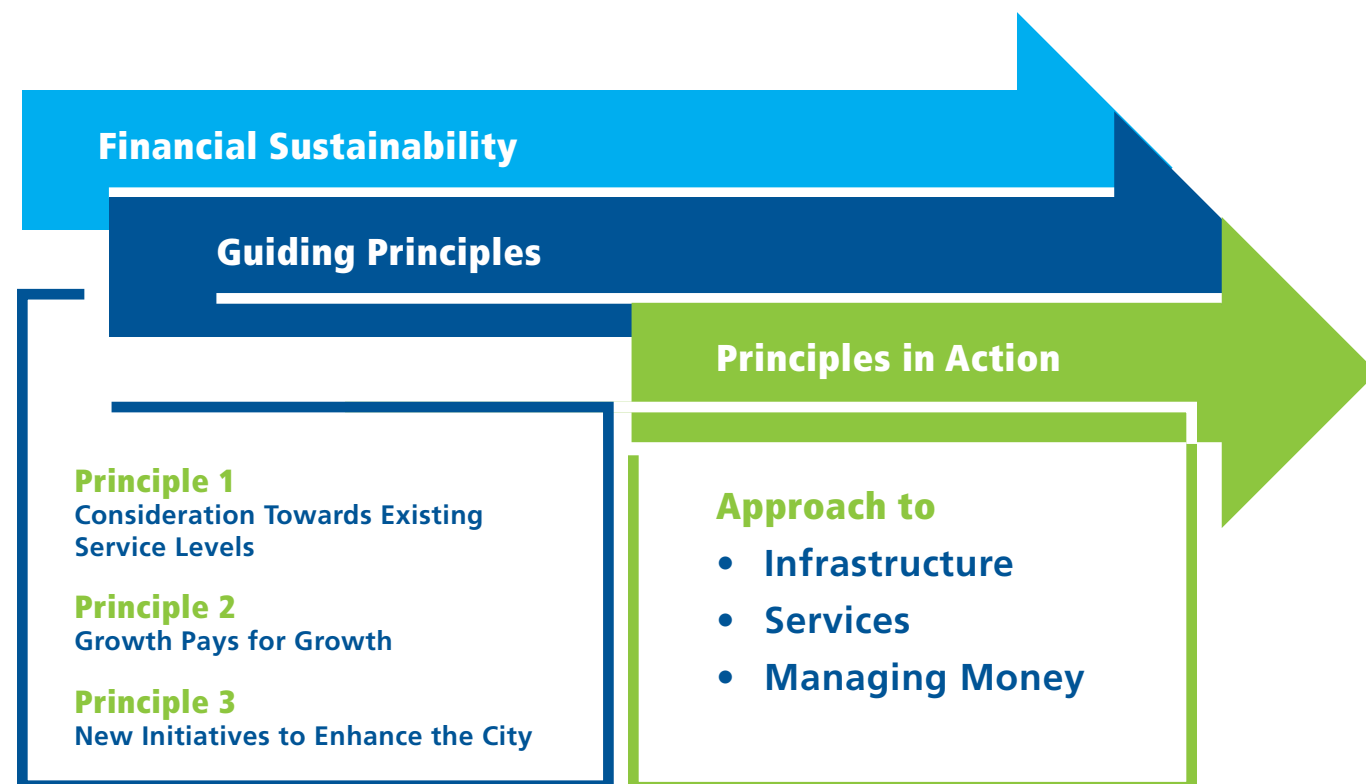 Financial Sustainability
Guiding Principles
Principles in Action
Principle 1
Consideration Towards Existing
Service Levels
Principle 2
Growth Pays for Growth
Principle 3
New Initiatives to Enhance the City
Approach to
• Infrastructure
• Services
• Managing Money